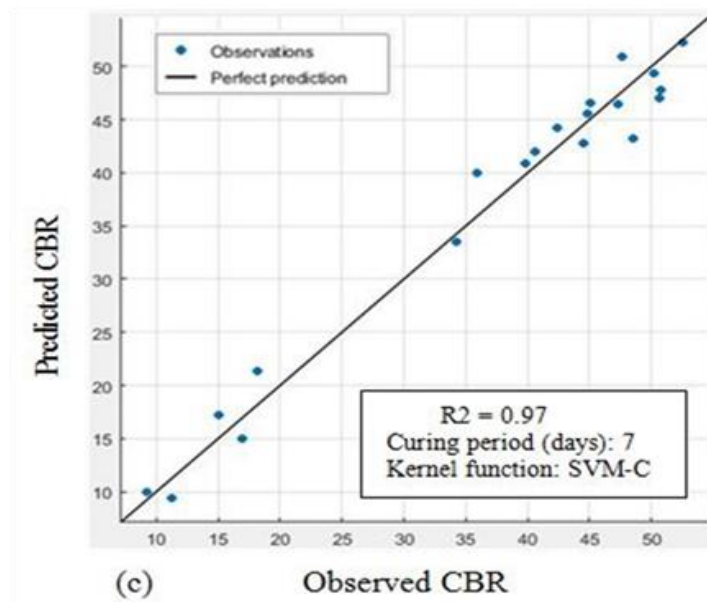 Observations
Perfect prediction
50
45
40
35
30
25
20
15
10
Predicted CBR
R2 = 0.97
Curing period (days): 7
Kernel function: SVM-C
10 15 20 25 30 35 40 45 50
(c) Observed CBR